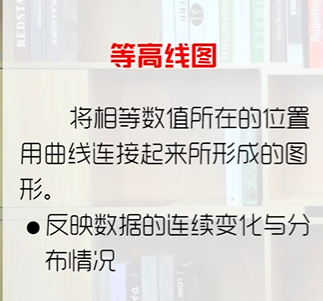 等高线图
将相等数值所在的位置
用曲线连接起来所形成的图
形。
●反映数据的连续变化与分
布情况